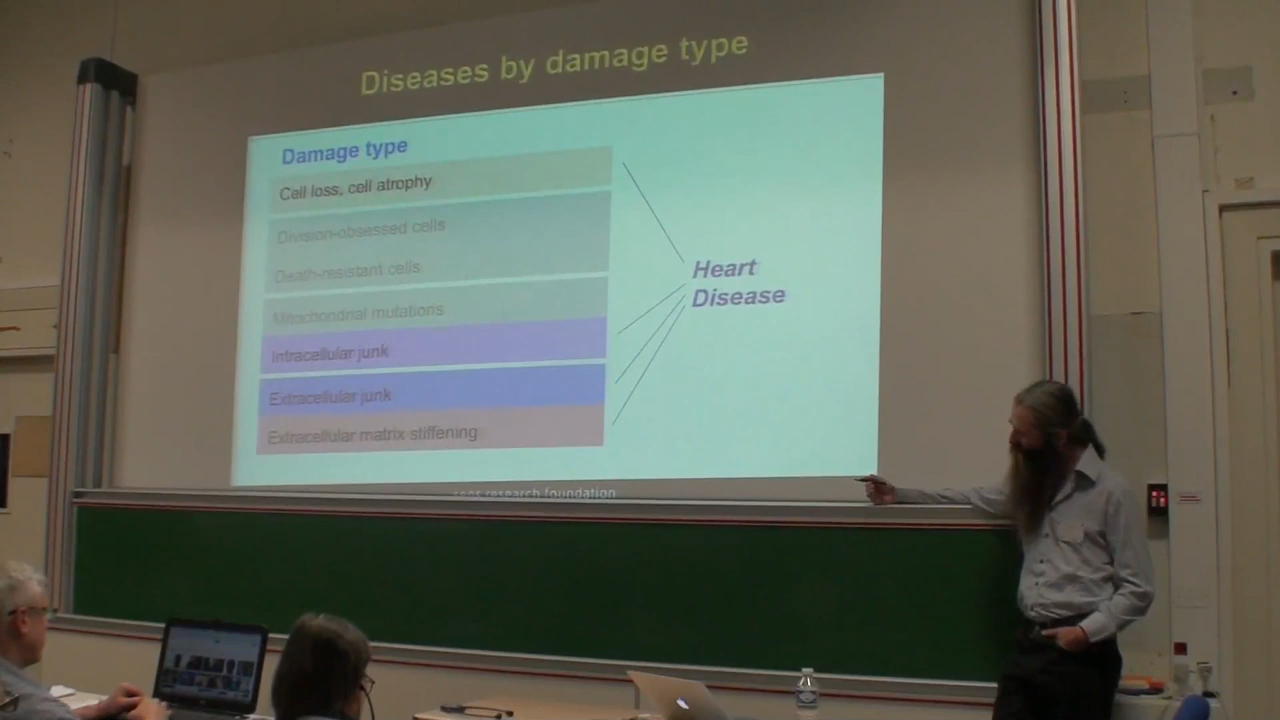 Diseases by damage type
Damage type
Cell loss, cell atrophy
Division-obsessed cells
Death-resistant cells
Mitochondrial mutations
Intracellular junk
Extracellular junk
Extracellular matrix stiffening
Heart
Disease
sens research foundation